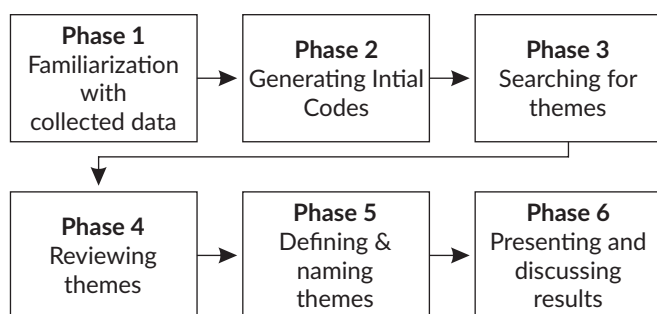 Phase 1
Familiarization
with
collected data
Phase 2
Generating Intial
Codes
Phase 3
Searching for
themes
Phase 4
Reviewing
themes
Phase 5
Defining &
naming
themes
Phase 6
Presenting and
discussing
results